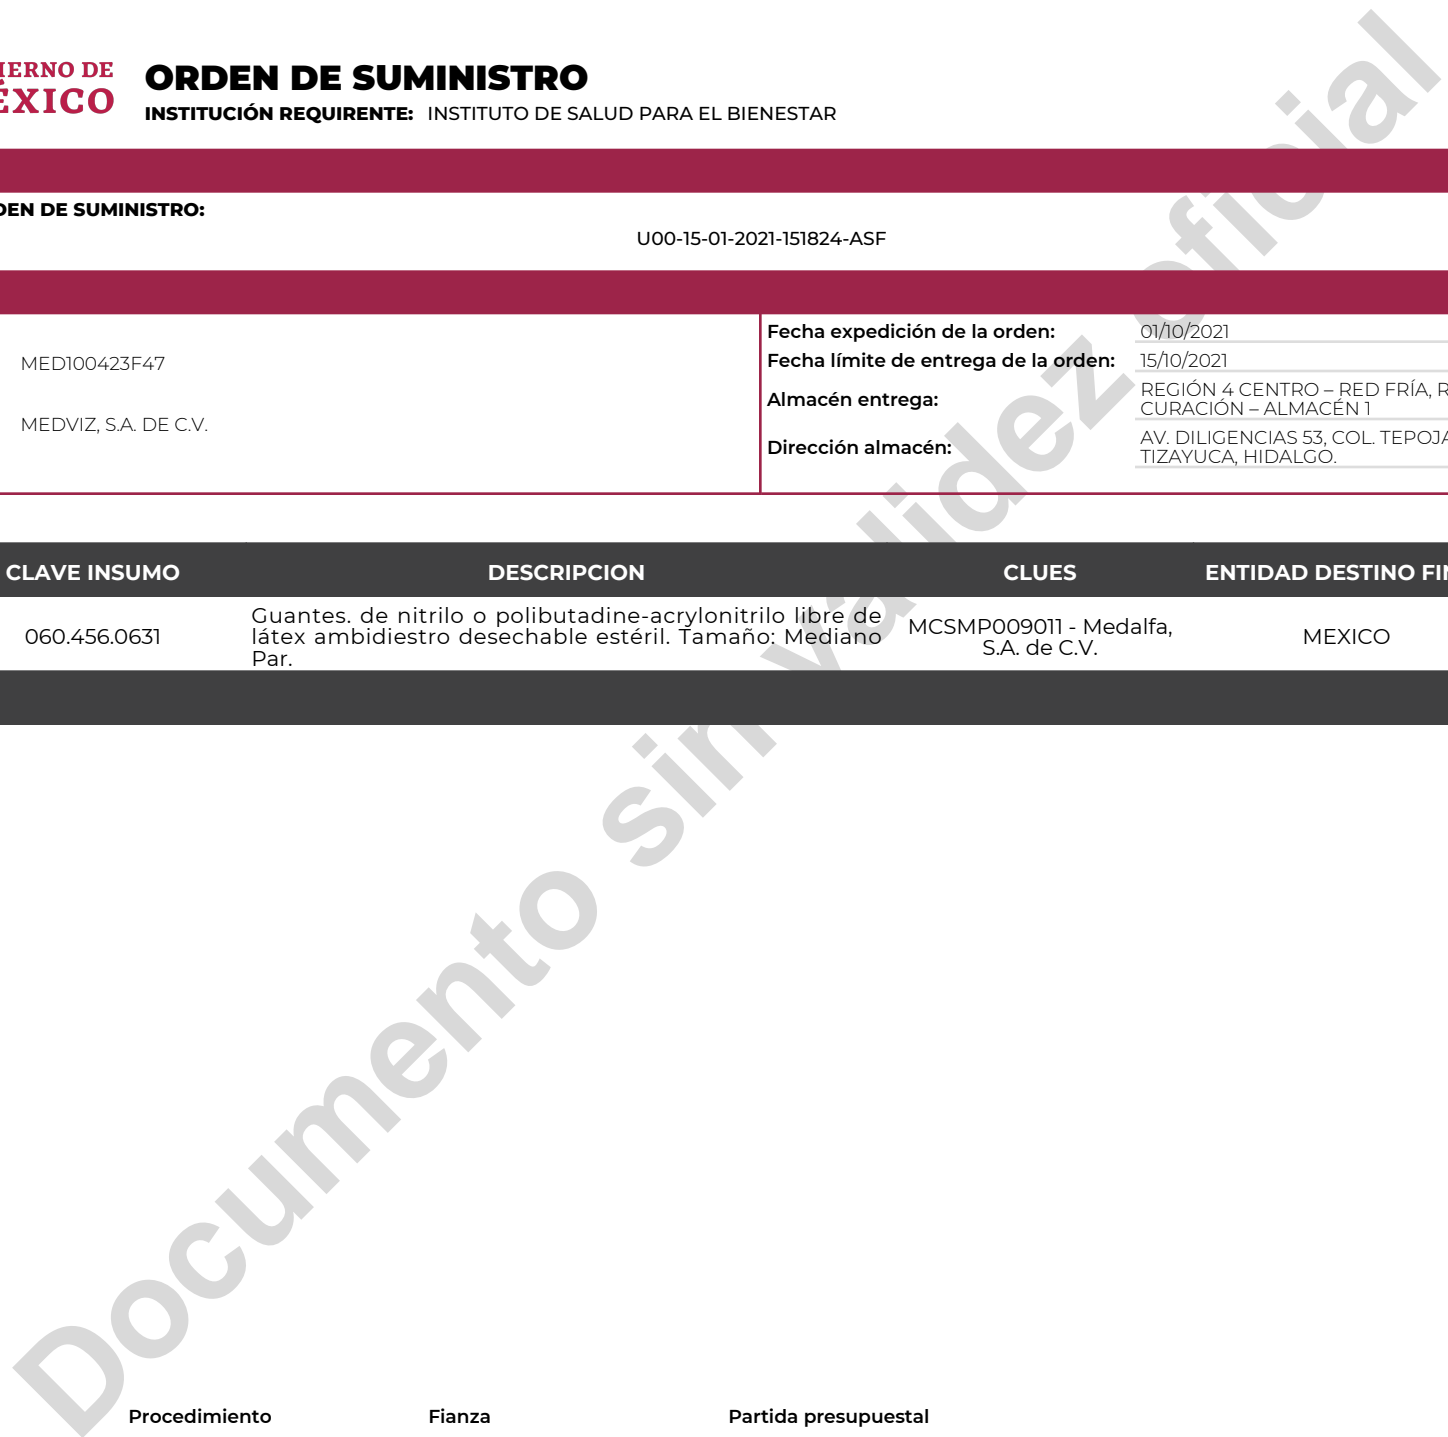 IERNO DE
ÉXICO
ORDEN DE SUMINISTRO
INSTITUCIÓN REQUIRENTE: INSTITUTO DE SALUD PARA EL BIENESTAR
DEN DE SUMINISTRO:
U00-15-01-2021-151824-ASF
MED100423F47
MEDVIZ, S.A. DE C.V.
Fecha expedición de la orden: 01/10/2021
Fecha límite de entrega de la orden: 15/10/2021
Almacén entrega: REGIÓN 4 CENTRO – RED FRÍA, R
CURACIÓN – ALMACÉN 1
Dirección almacén: AV. DILIGENCIAS 53, COL. TEPOJA
TIZAYUCA, HIDALGO.
CLAVE INSUMO DESCRIPCION CLUES ENTIDAD DESTINO FIN
060.456.0631
Guantes. de nitrilo o polibutadine-acrylonitrilo libre de
látex ambidiestro desechable estéril. Tamaño: Mediano
Par.
MCSMP009011 - Medalfa,
S.A. de C.V.
MEXICO
Documento sin validez oficial
Procedimiento Fianza Partida presupuestal